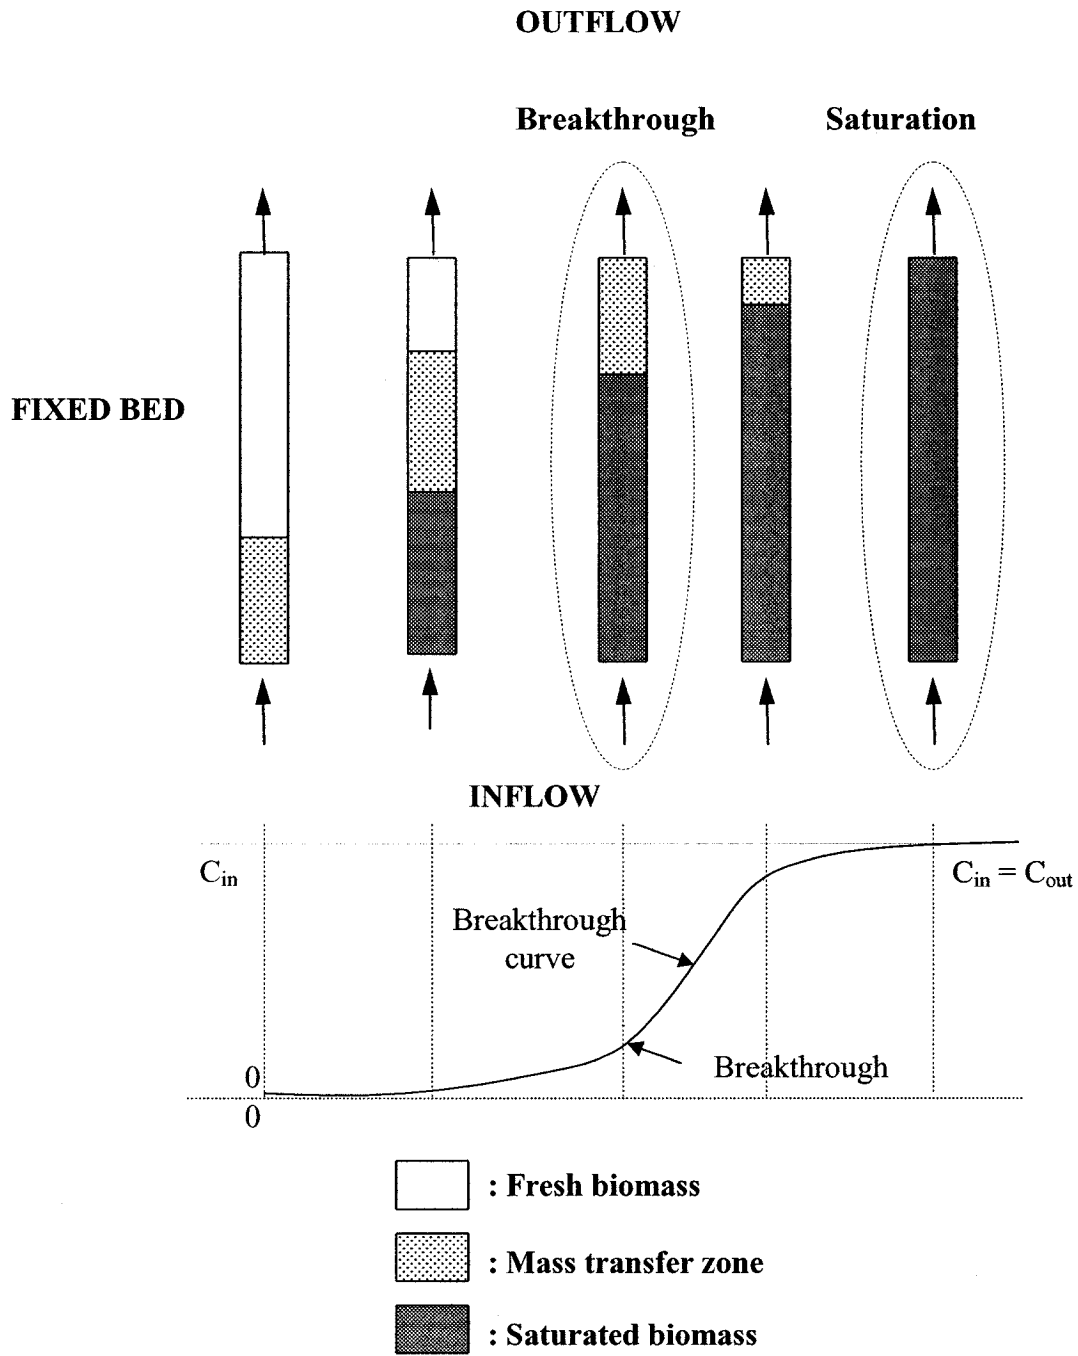 OUTFLOW
Breakthrough
Saturation
FIXED BED
INFLOW
C_in
C_in = C_out
Breakthrough
curve
Breakthrough
0
0
: Fresh biomass
: Mass transfer zone
: Saturated biomass